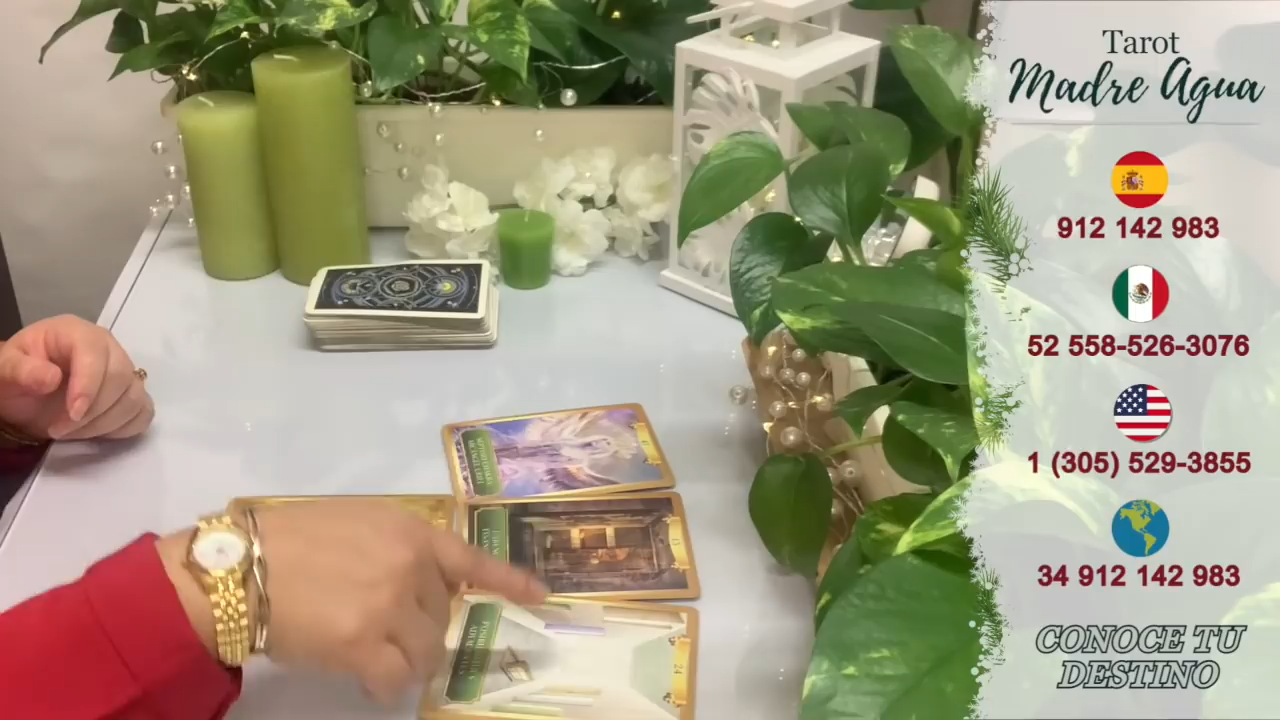 Tarot
Madre Agua
912 142 983
52 558-526-3076
1 (305) 529-3855
34 912 142 983
CONOCE TU
DESTINO
24